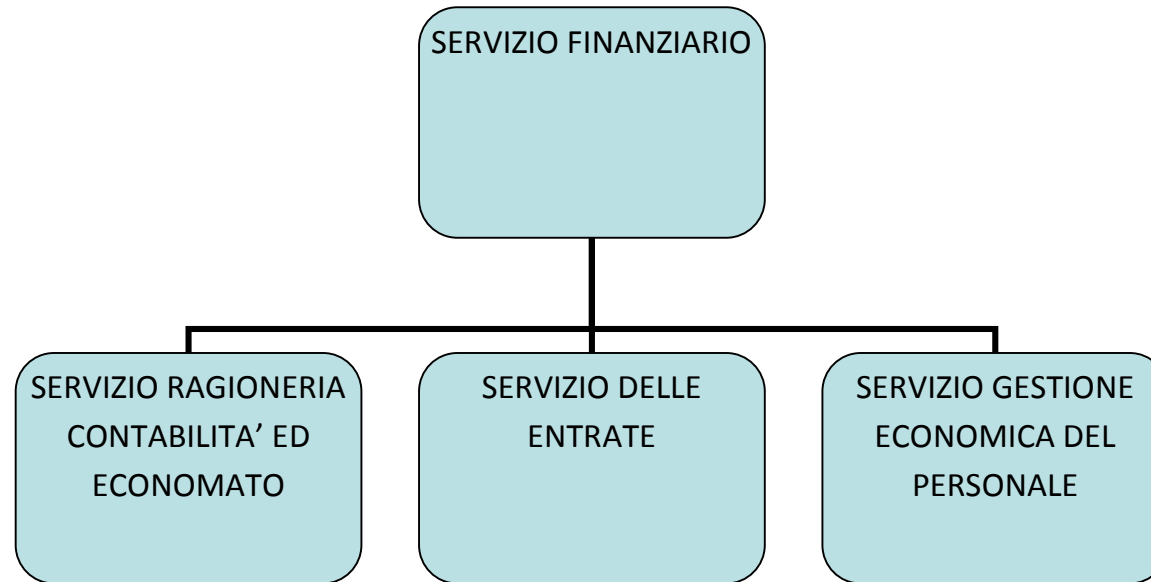 SERVIZIO FINANZIARIO
SERVIZIO RAGIONERIA
CONTABILITA’ ED
ECONOMATO
SERVIZIO DELLE
ENTRATE
SERVIZIO GESTIONE
ECONOMICA DEL
PERSONALE